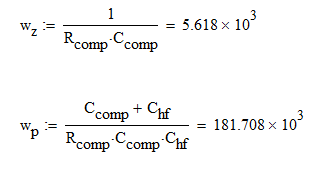 w_z := 1 / (R_comp·C_comp) = 5.618 × 10^3
w_p := (C_comp + C_hf) / (R_comp·C_comp·C_hf) = 181.708 × 10^3